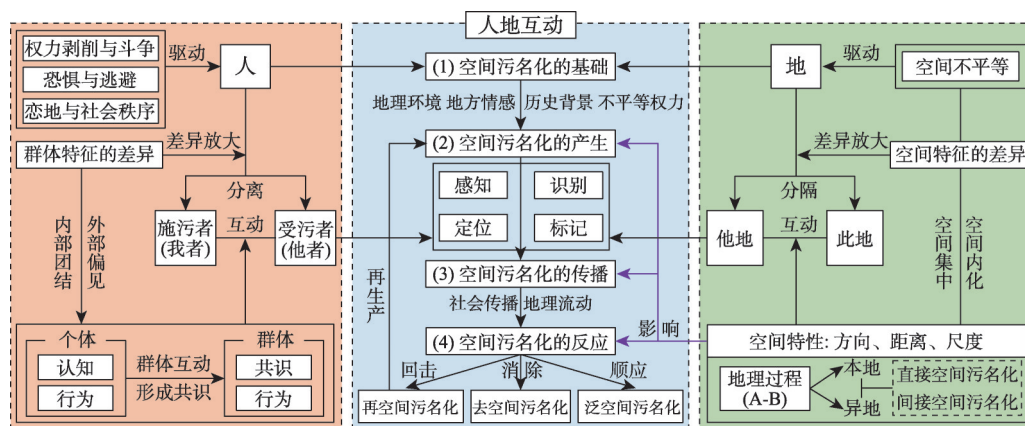 人地互动
权力剥削与斗争
恐惧与逃避
恋地与社会秩序
驱动
人
群体特征的差异
差异放大
分离
施污者
(我者)
互动
受污者
(他者)
内部团结
外部偏见
个体
认知
行为
群体互动
形成共识
群体
共识
行为
(1) 空间污名化的基础
地理环境 地方情感 历史背景 不平等权力
(2) 空间污名化的产生
感知
识别
定位
标记
(3) 空间污名化的传播
社会传播 地理流动
(4) 空间污名化的反应
再生产
影响
回击
消除
顺应
再空间污名化
去空间污名化
泛空间污名化
地
驱动
空间不平等
差异放大
空间特征的差异
分隔
他地
互动
此地
空间集中
空间内化
空间特性: 方向、距离、尺度
地理过程
(A-B)
本地
异地
直接空间污名化
间接空间污名化